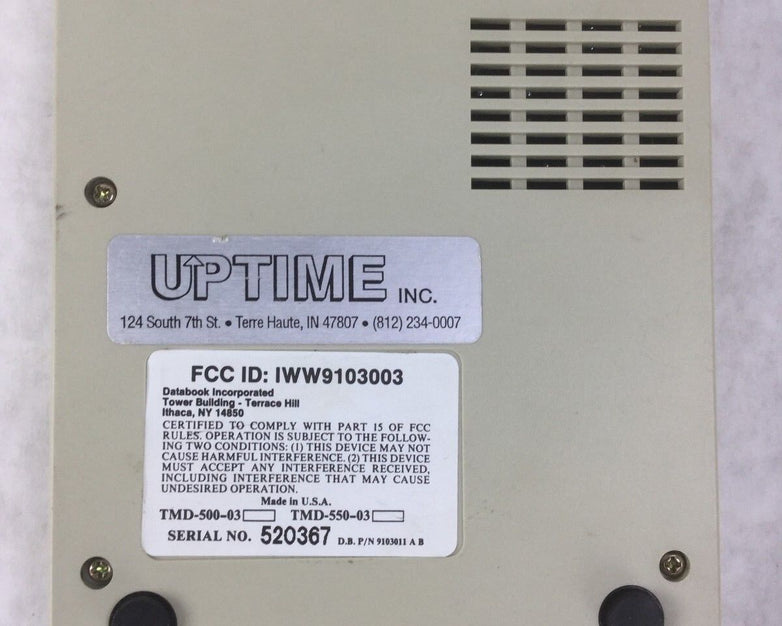 UPTIME INC.
124 South 7th St. • Terre Haute, IN 47807 • (812) 234-0007
FCC ID: IWW9103003
Databook Incorporated
Tower Building - Terrace Hill
Ithaca, NY 14850
CERTIFIED TO COMPLY WITH PART 15 OF FCC
RULES. OPERATION IS SUBJECT TO THE FOLLOW-
ING TWO CONDITIONS: (1) THIS DEVICE MAY NOT
CAUSE HARMFUL INTERFERENCE. (2) THIS DEVICE
MUST ACCEPT ANY INTERFERENCE RECEIVED,
INCLUDING INTERFERENCE THAT MAY CAUSE
UNDESIRED OPERATION.
Made in U.S.A.
TMD-500-03 TMD-550-03
SERIAL NO. 520367 D.B. P/N 9103011 A B